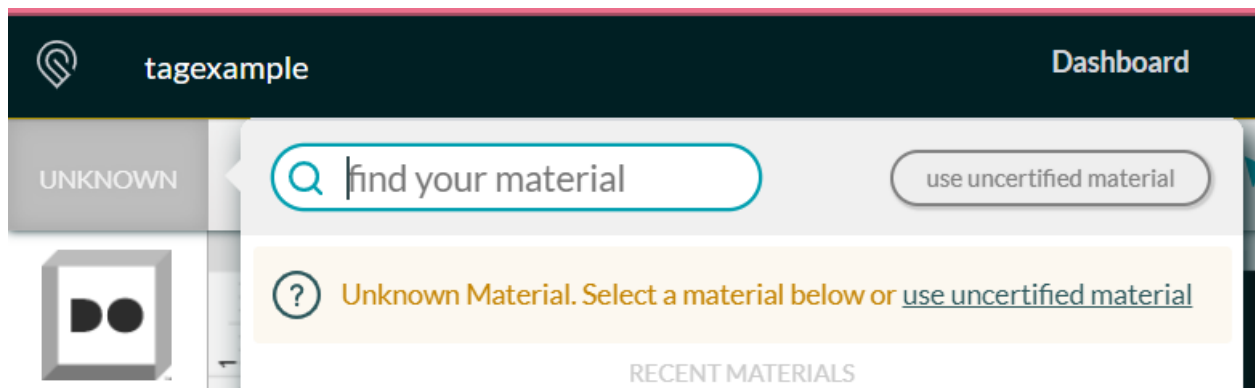 tagexample
Dashboard
UNKNOWN
find your material
use uncertified material
DO
Unknown Material. Select a material below or use uncertified material
1
RECENT MATERIALS